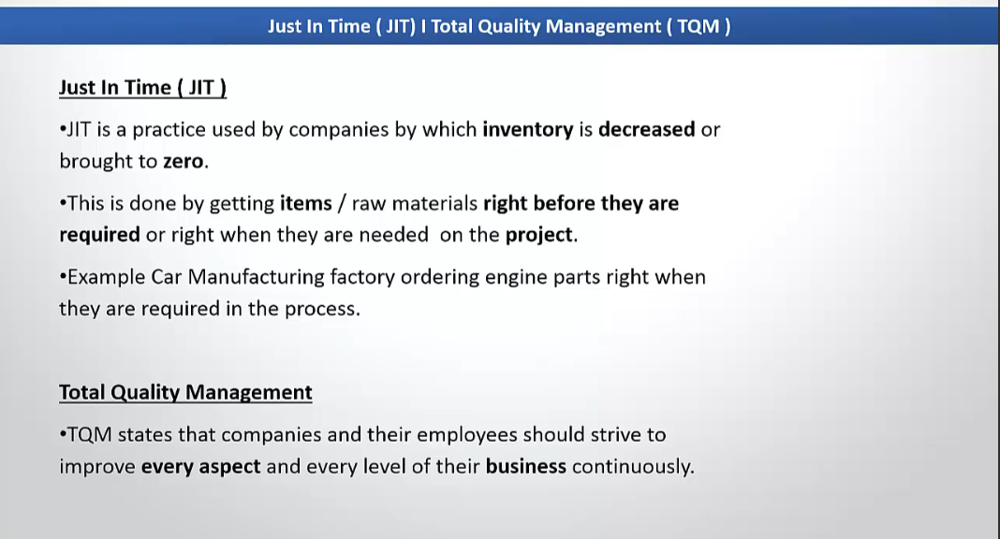 Just In Time ( JIT) I Total Quality Management ( TQM )
Just In Time ( JIT )
•JIT is a practice used by companies by which inventory is decreased or
brought to zero.
•This is done by getting items / raw materials right before they are
required or right when they are needed  on the project.
•Example Car Manufacturing factory ordering engine parts right when
they are required in the process.
Total Quality Management
•TQM states that companies and their employees should strive to
improve every aspect and every level of their business continuously.